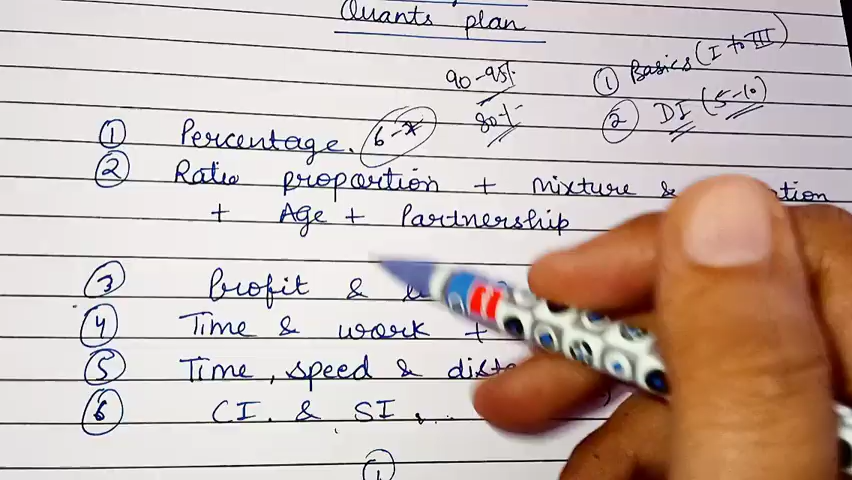 Quants plan
90-95%
80%
① Basics (I to III)
② DI (5-10)
① Percentage. 6-7
② Ratio proportion + mixture &
+ Age + Partnership
③ Profit &
④ Time & work +
⑤ Time, speed &
⑥ CI. & SI
①